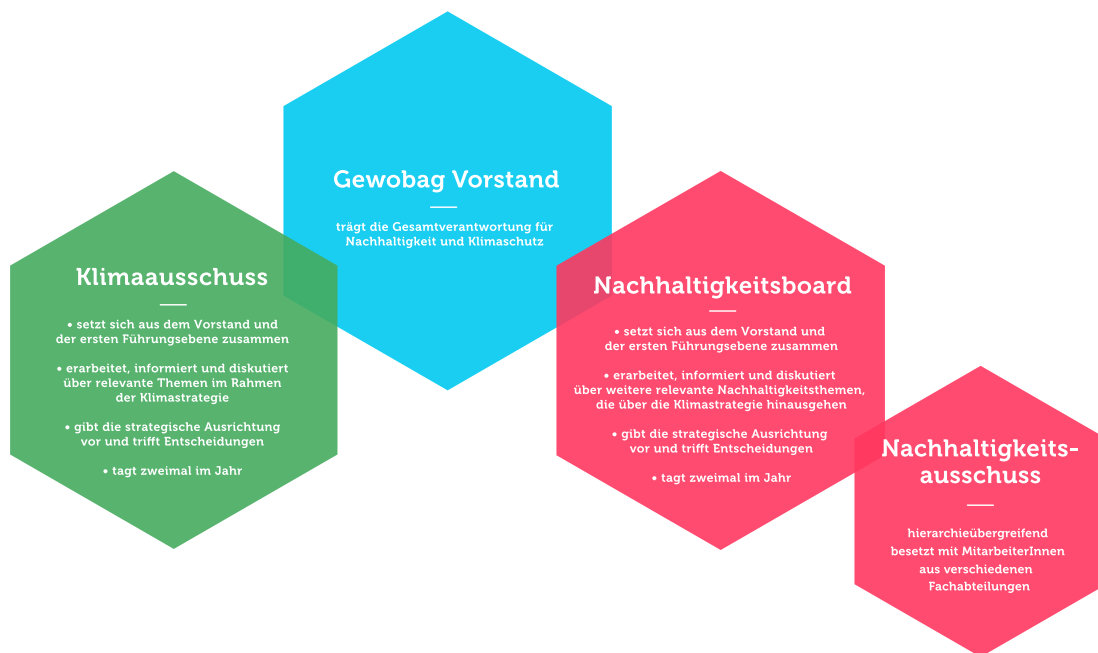 Gewobag Vorstand
trägt die Gesamtverantwortung für
Nachhaltigkeit und Klimaschutz
Klimaausschuss
• setzt sich aus dem Vorstand und
der ersten Führungsebene zusammen
• erarbeitet, informiert und diskutiert
über relevante Themen im Rahmen
der Klimastrategie
• gibt die strategische Ausrichtung
vor und trifft Entscheidungen
• tagt zweimal im Jahr
Nachhaltigkeitsboard
• setzt sich aus dem Vorstand und
der ersten Führungsebene zusammen
• erarbeitet, informiert und diskutiert
über weitere relevante Nachhaltigkeitsthemen,
die über die Klimastrategie hinausgehen
• gibt die strategische Ausrichtung
vor und trifft Entscheidungen
• tagt zweimal im Jahr
Nachhaltigkeits-
ausschuss
hierarchieübergreifend
besetzt mit MitarbeiterInnen
aus verschiedenen
Fachabteilungen